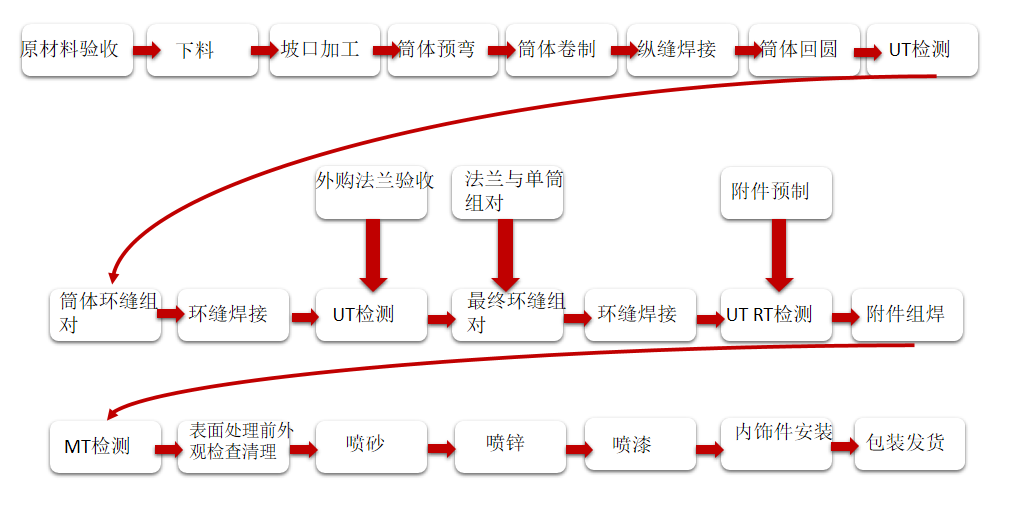 原材料验收
下料
坡口加工
筒体预弯
筒体卷制
纵缝焊接
筒体回圆
UT检测
外购法兰验收
法兰与单筒
组对
附件预制
筒体环缝组
对
环缝焊接
UT检测
最终环缝组
对
环缝焊接
UT RT检测
附件组焊
MT检测
表面处理前外
观检查清理
喷砂
喷锌
喷漆
内饰件安装
包装发货